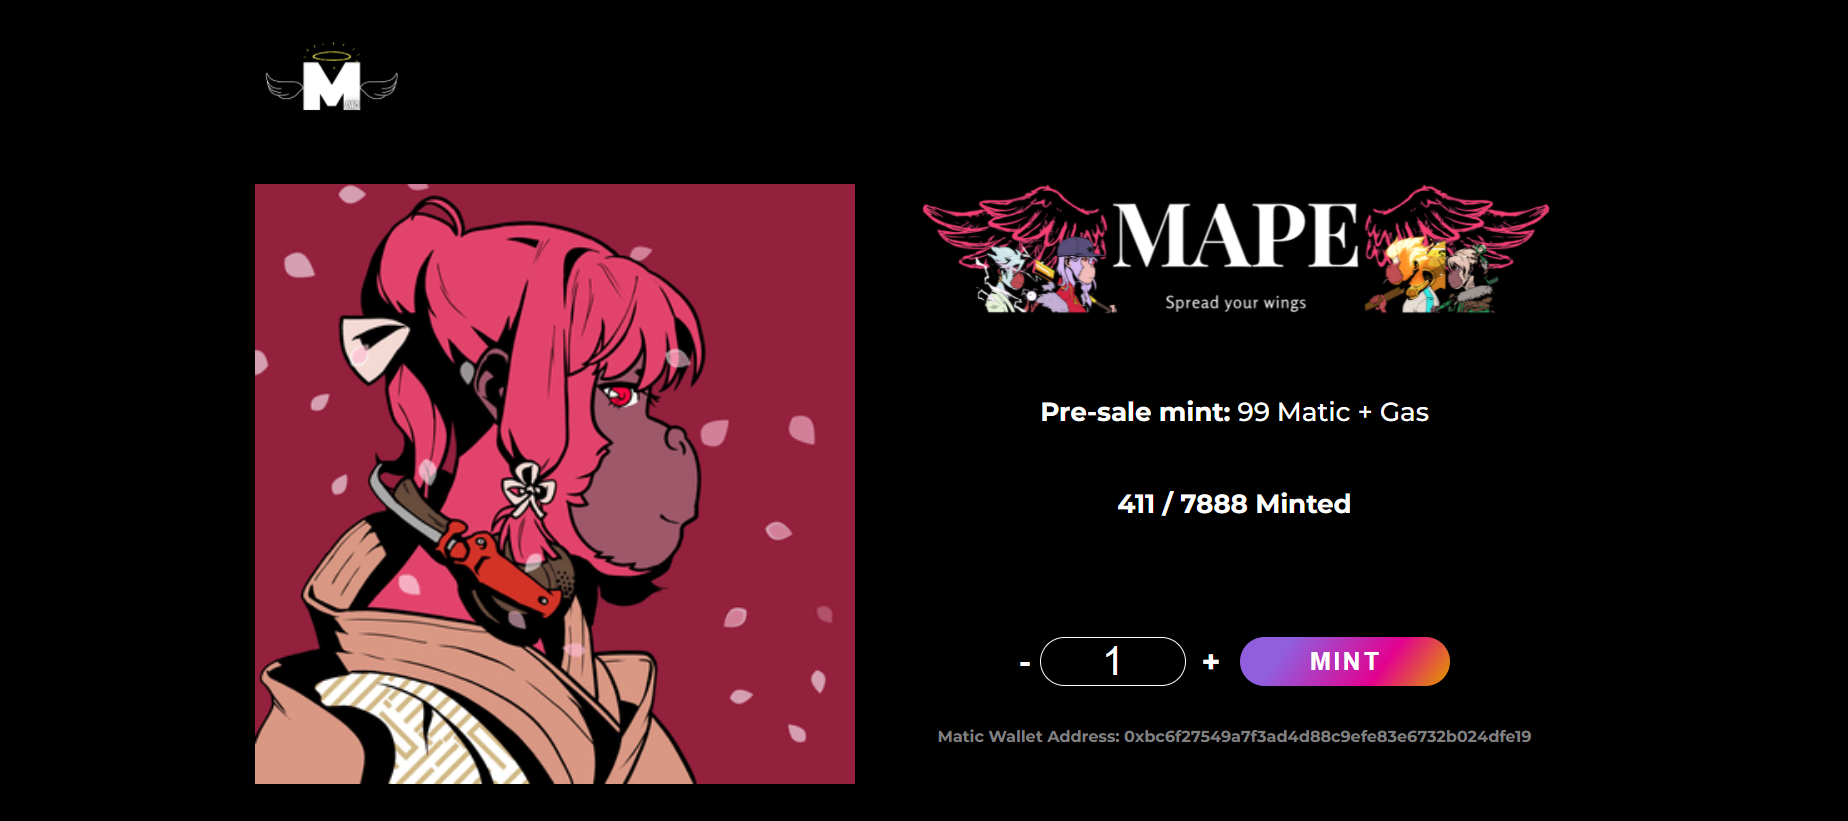 M
MAPE
Spread your wings
Pre-sale mint: 99 Matic + Gas
411 / 7888 Minted
- 1 + MINT
Matic Wallet Address: 0xbc6f27549a7f3ad4d88c9efe83e6732b024dfe19